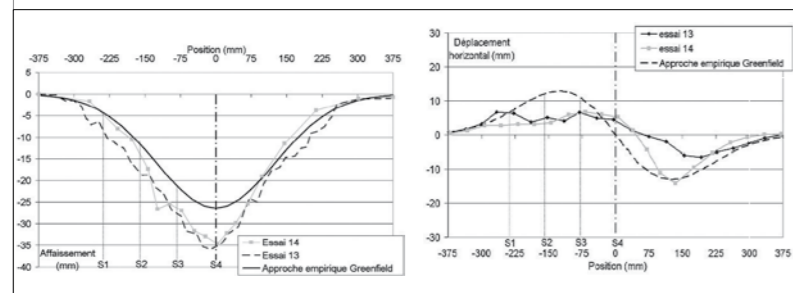 Position (mm)
-375 -300 -225 -150 -75 0 75 150 225 300 375
0
-5
-10
-15
-20
-25
-30
-35
-40
Affaissement
(mm)
S1 S2 S3 S4
Essai 14
Essai 13
Approche empirique Greenfield
Déplacement
horizontal (mm)
essai 13
essai 14
Approche empirique Greenfield
30
20
10
0
-10
-20
-30
S1 S2 S3 S4
-375 -300 -225 -150 -75 0 75 150 225 300 375
Position (mm)